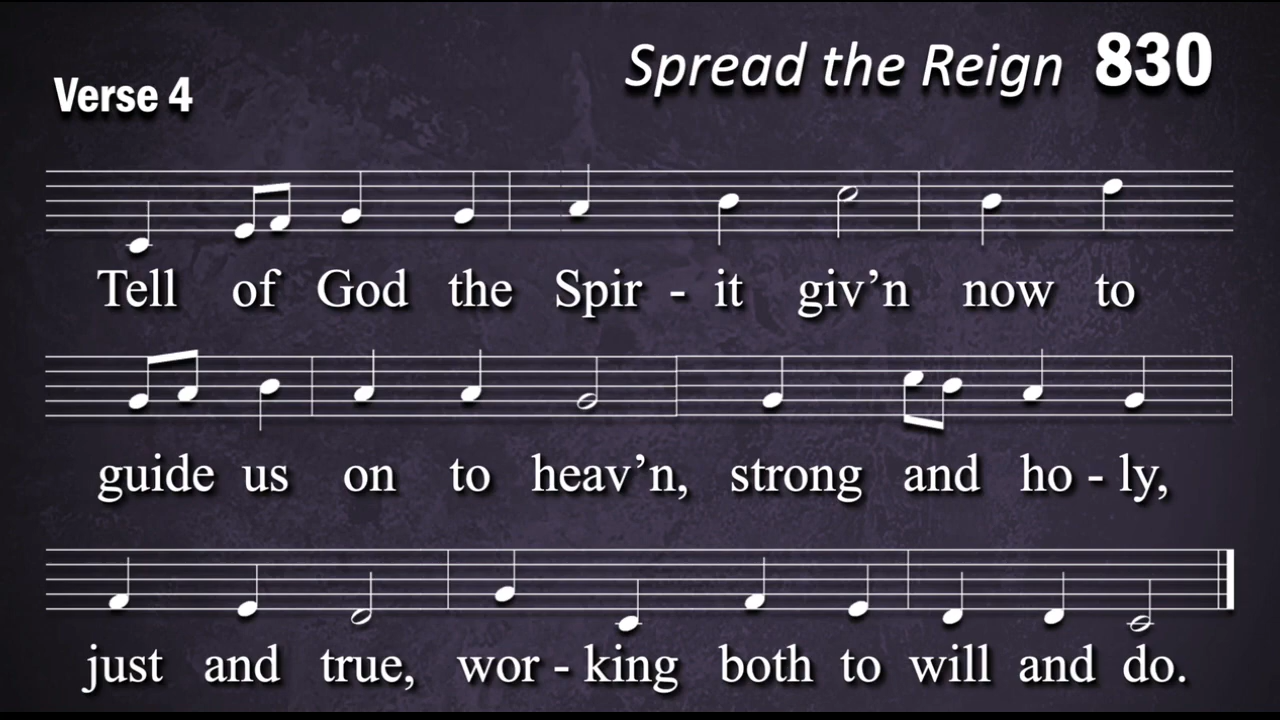 Spread the Reign 830
Verse 4
Tell of God the Spir - it giv’n now to
guide us on to heav’n, strong and ho - ly,
just and true, wor - king both to will and do.